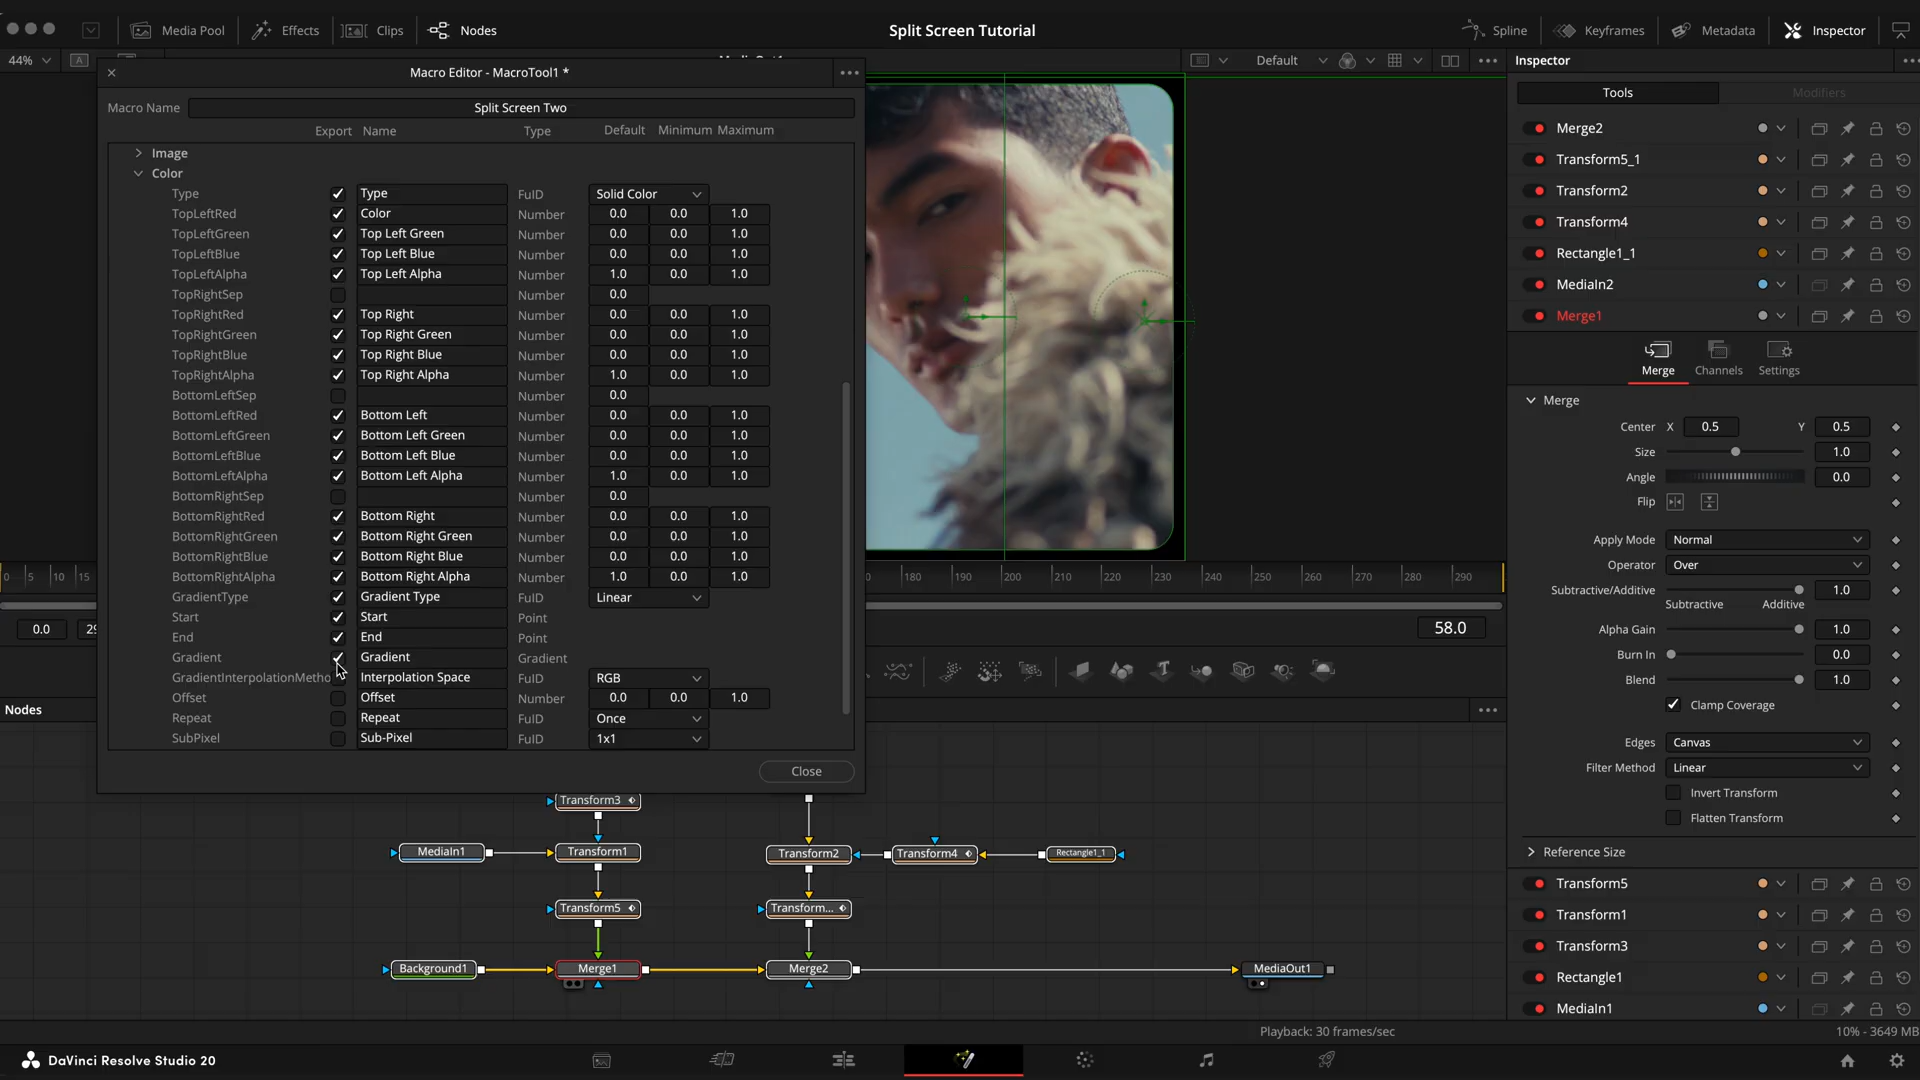 Media Pool
Effects
Clips
Nodes
Split Screen Tutorial
Spline
Keyframes
Metadata
Inspector
44%
Default
Inspector
Macro Editor - MacroTool1 *
Macro Name
Split Screen Two
Export Name Type Default Minimum Maximum
Image
Color
Type Type FuID Solid Color
TopLeftRed Color Number 0.0 0.0 1.0
TopLeftGreen Top Left Green Number 0.0 0.0 1.0
TopLeftBlue Top Left Blue Number 0.0 0.0 1.0
TopLeftAlpha Top Left Alpha Number 1.0 0.0 1.0
TopRightSep Number 0.0
TopRightRed Top Right Number 0.0 0.0 1.0
TopRightGreen Top Right Green Number 0.0 0.0 1.0
TopRightBlue Top Right Blue Number 0.0 0.0 1.0
TopRightAlpha Top Right Alpha Number 1.0 0.0 1.0
BottomLeftSep Number 0.0
BottomLeftRed Bottom Left Number 0.0 0.0 1.0
BottomLeftGreen Bottom Left Green Number 0.0 0.0 1.0
BottomLeftBlue Bottom Left Blue Number 0.0 0.0 1.0
BottomLeftAlpha Bottom Left Alpha Number 1.0 0.0 1.0
BottomRightSep Number 0.0
BottomRightRed Bottom Right Number 0.0 0.0 1.0
BottomRightGreen Bottom Right Green Number 0.0 0.0 1.0
BottomRightBlue Bottom Right Blue Number 0.0 0.0 1.0
BottomRightAlpha Bottom Right Alpha Number 1.0 0.0 1.0
GradientType Gradient Type FuID Linear
Start Start Point
End End Point
Gradient Gradient Gradient
GradientInterpolationMetho Interpolation Space FuID RGB
Offset Offset Number 0.0 0.0 1.0
Repeat Repeat FuID Once
SubPixel Sub-Pixel FuID 1x1
Close
0 5 10 15
180 190 200 210 220 230 240 250 260 270 280 290
0.0
58.0
Nodes
Transform3
MediaIn1
Transform1
Transform2
Transform4
Rectangle1_1
Transform5
Transform...
Background1
Merge1
Merge2
MediaOut1
Tools
Modifiers
Merge2
Transform5_1
Transform2
Transform4
Rectangle1_1
MediaIn2
Merge1
Merge
Channels
Settings
Merge
Center X 0.5 Y 0.5
Size 1.0
Angle 0.0
Flip
Apply Mode Normal
Operator Over
Subtractive/Additive 1.0
Subtractive Additive
Alpha Gain 1.0
Burn In 0.0
Blend 1.0
Clamp Coverage
Edges Canvas
Filter Method Linear
Invert Transform
Flatten Transform
Reference Size
Transform5
Transform1
Transform3
Rectangle1
MediaIn1
Playback: 30 frames/sec
10% - 3649 MB
DaVinci Resolve Studio 20